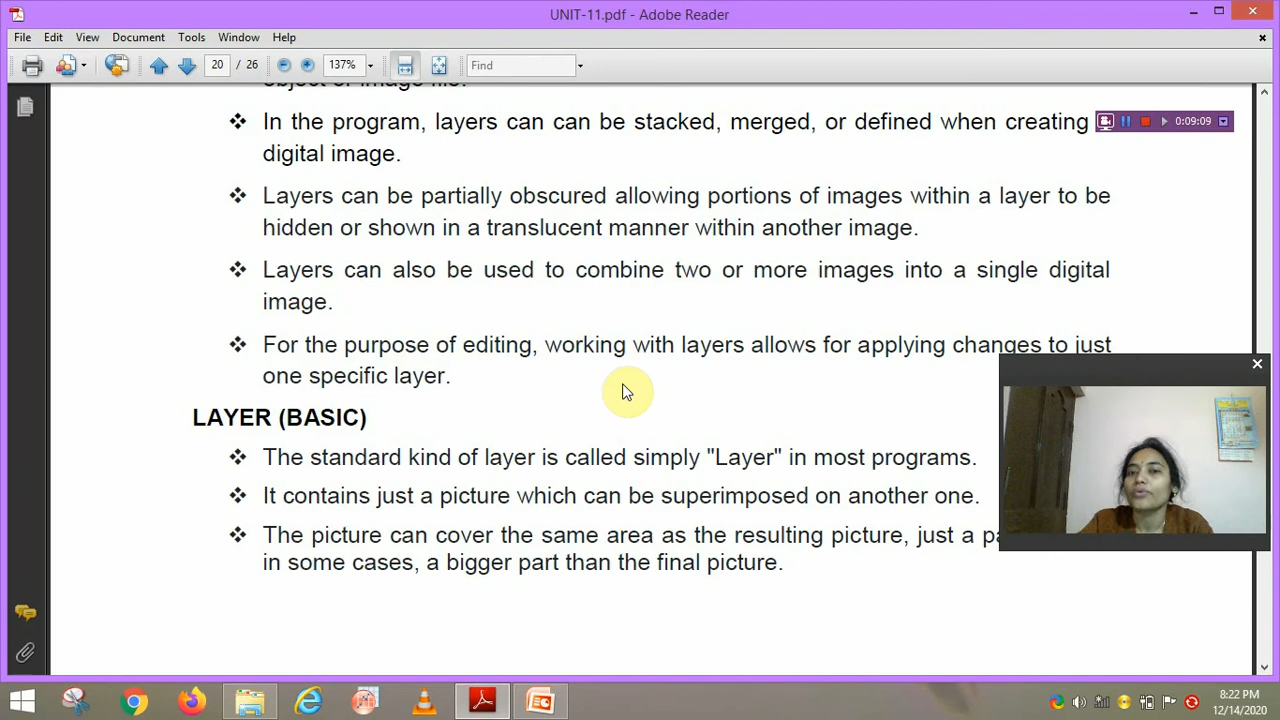 UNIT-11.pdf - Adobe Reader
File Edit View Document Tools Window Help
20 / 26 137% Find
object or image file.
In the program, layers can can be stacked, merged, or defined when creating
0:09:09
digital image.
Layers can be partially obscured allowing portions of images within a layer to be
hidden or shown in a translucent manner within another image.
Layers can also be used to combine two or more images into a single digital
image.
For the purpose of editing, working with layers allows for applying changes to just
one specific layer.
LAYER (BASIC)
The standard kind of layer is called simply "Layer" in most programs.
It contains just a picture which can be superimposed on another one.
The picture can cover the same area as the resulting picture, just a
in some cases, a bigger part than the final picture.
8:22 PM
12/14/2020